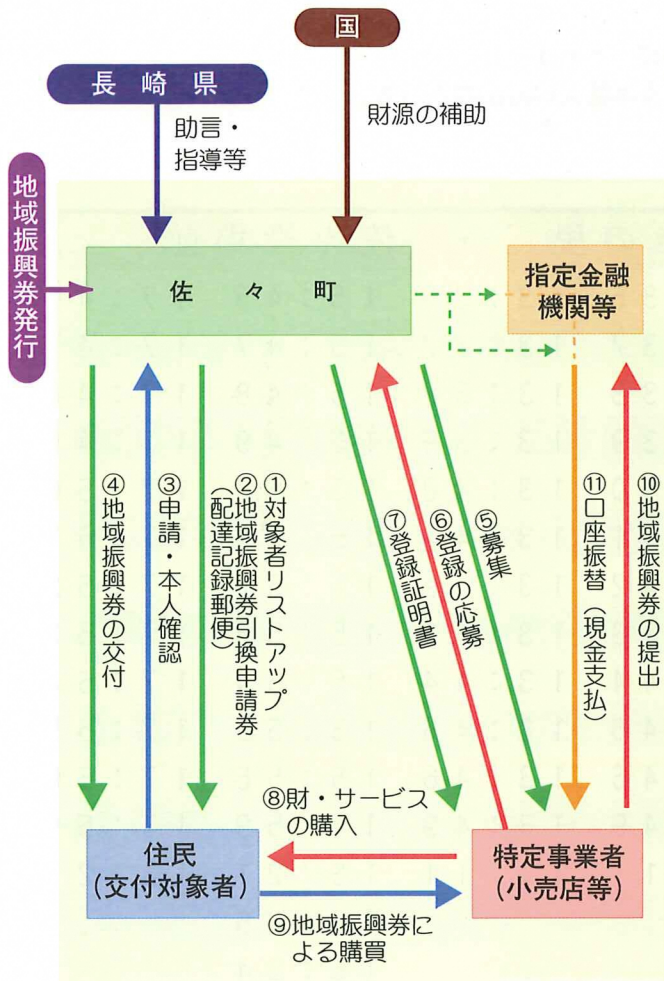 国
長崎県
助言・
指導等
財源の補助
地域振興券発行
佐々町
指定金融
機関等
①対象者リストアップ
②地域振興券引換申請券
(配達記録郵便)
③申請・本人確認
④地域振興券の交付
⑤募集
⑥登録の応募
⑦登録証明書
⑪口座振替(現金支払)
⑩地域振興券の提出
⑧財・サービス
の購入
住民
(交付対象者)
特定事業者
(小売店等)
⑨地域振興券に
よる購買